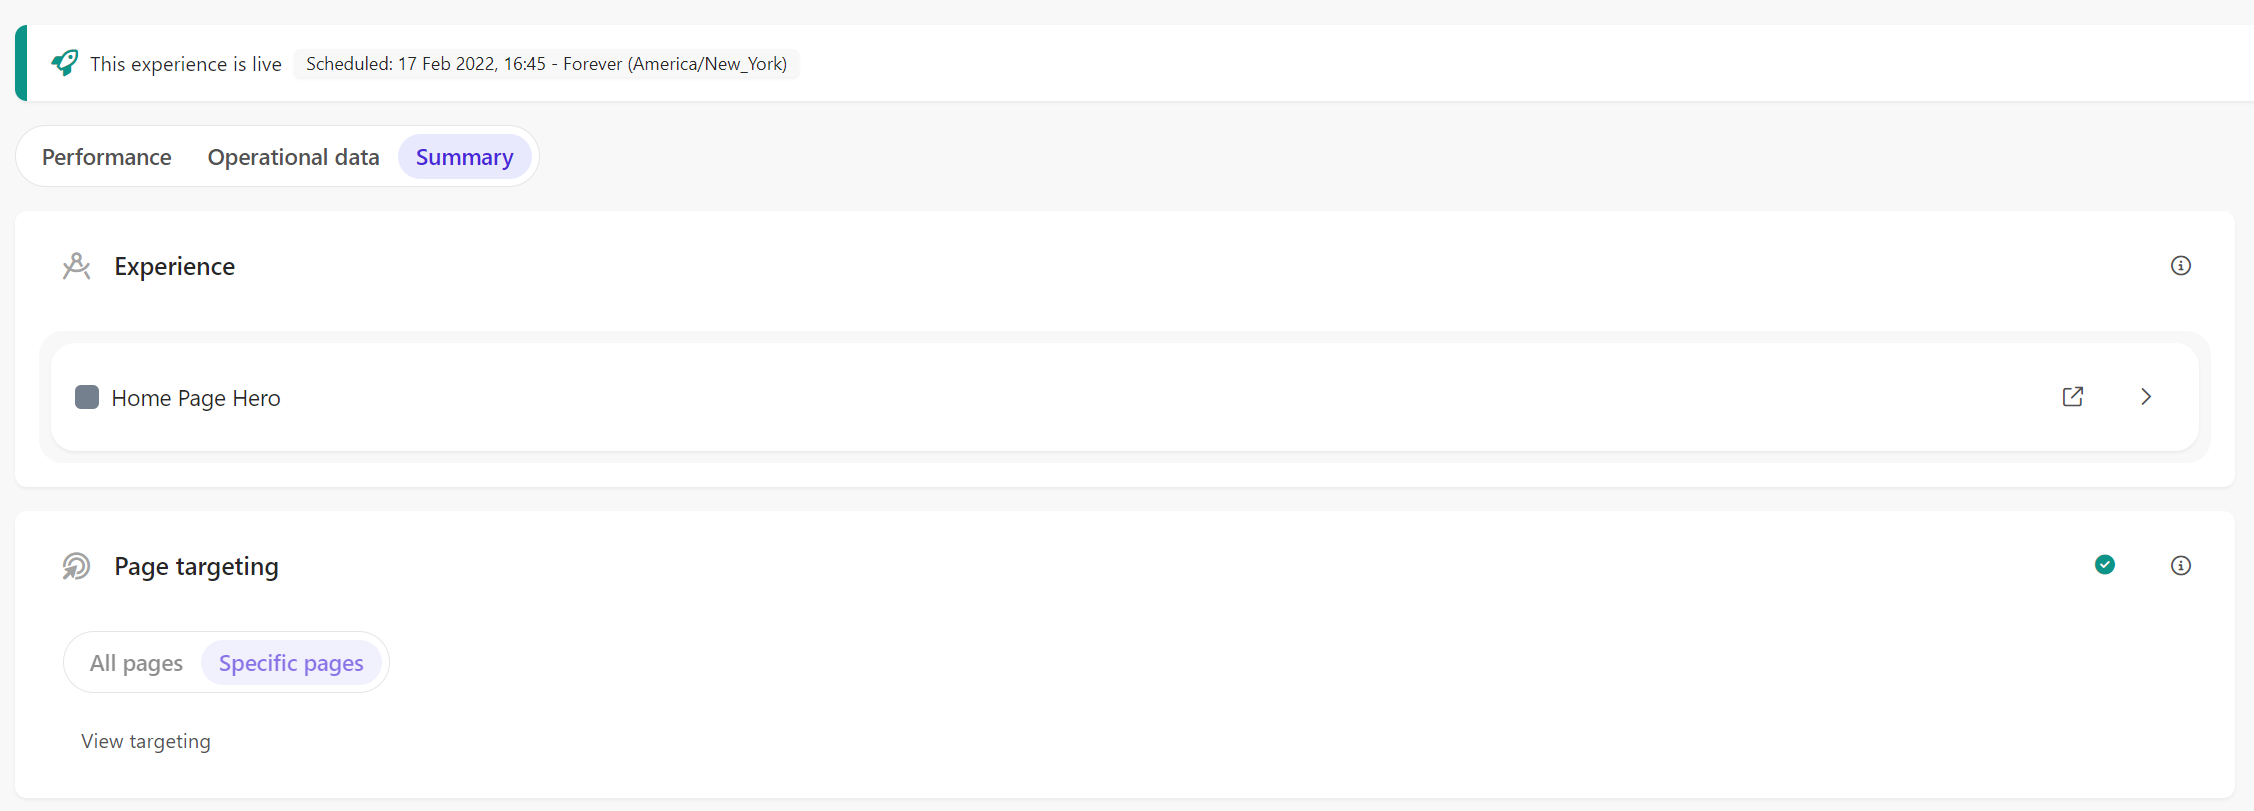 This experience is live Scheduled: 17 Feb 2022, 16:45 - Forever (America/New_York)
Performance Operational data Summary
Experience
Home Page Hero
Page targeting
All pages Specific pages
View targeting